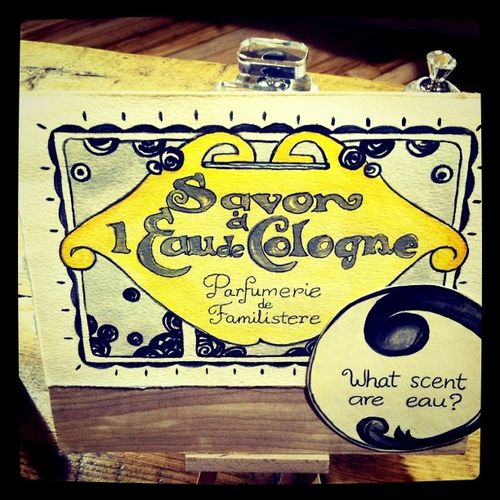 Savon
a
l'Eau de Cologne
Parfumerie
de
Familistere
What scent
are eau?